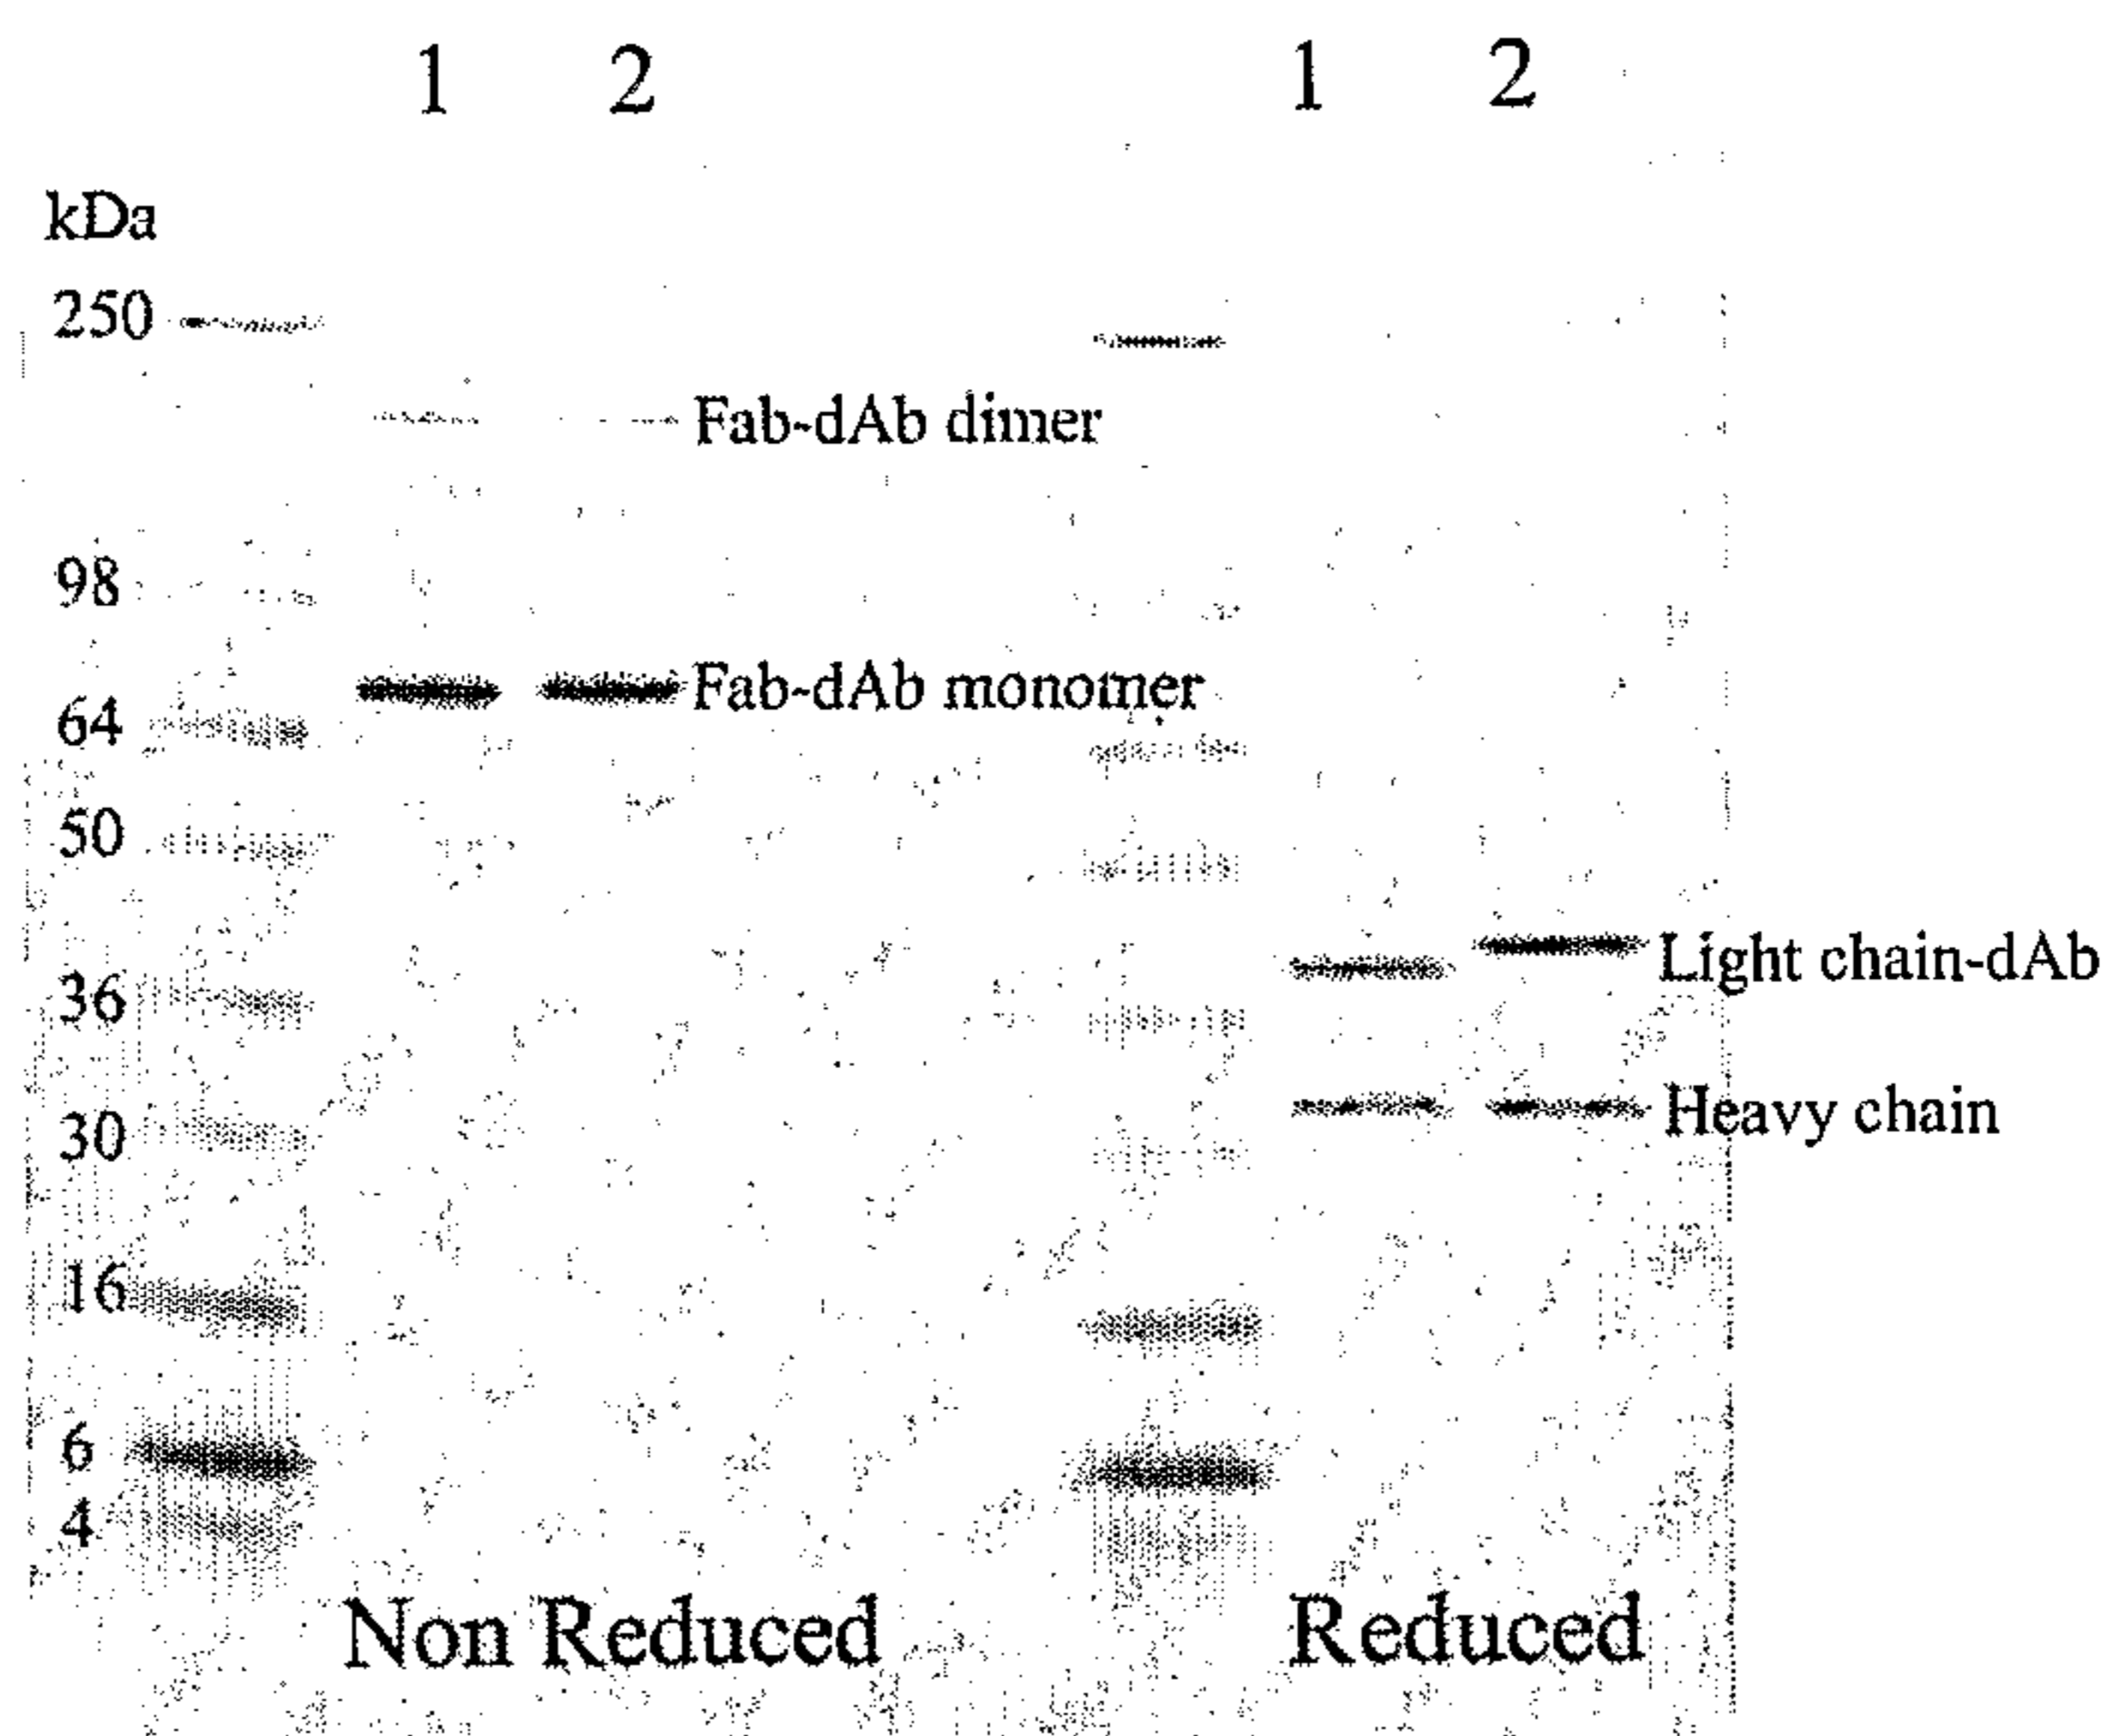 1 2 1 2
kDa
250
Fab-dAb dimer
98
Fab-dAb monomer
64
50
Light chain-dAb
36
Heavy chain
30
16
6
4
Non Reduced Reduced